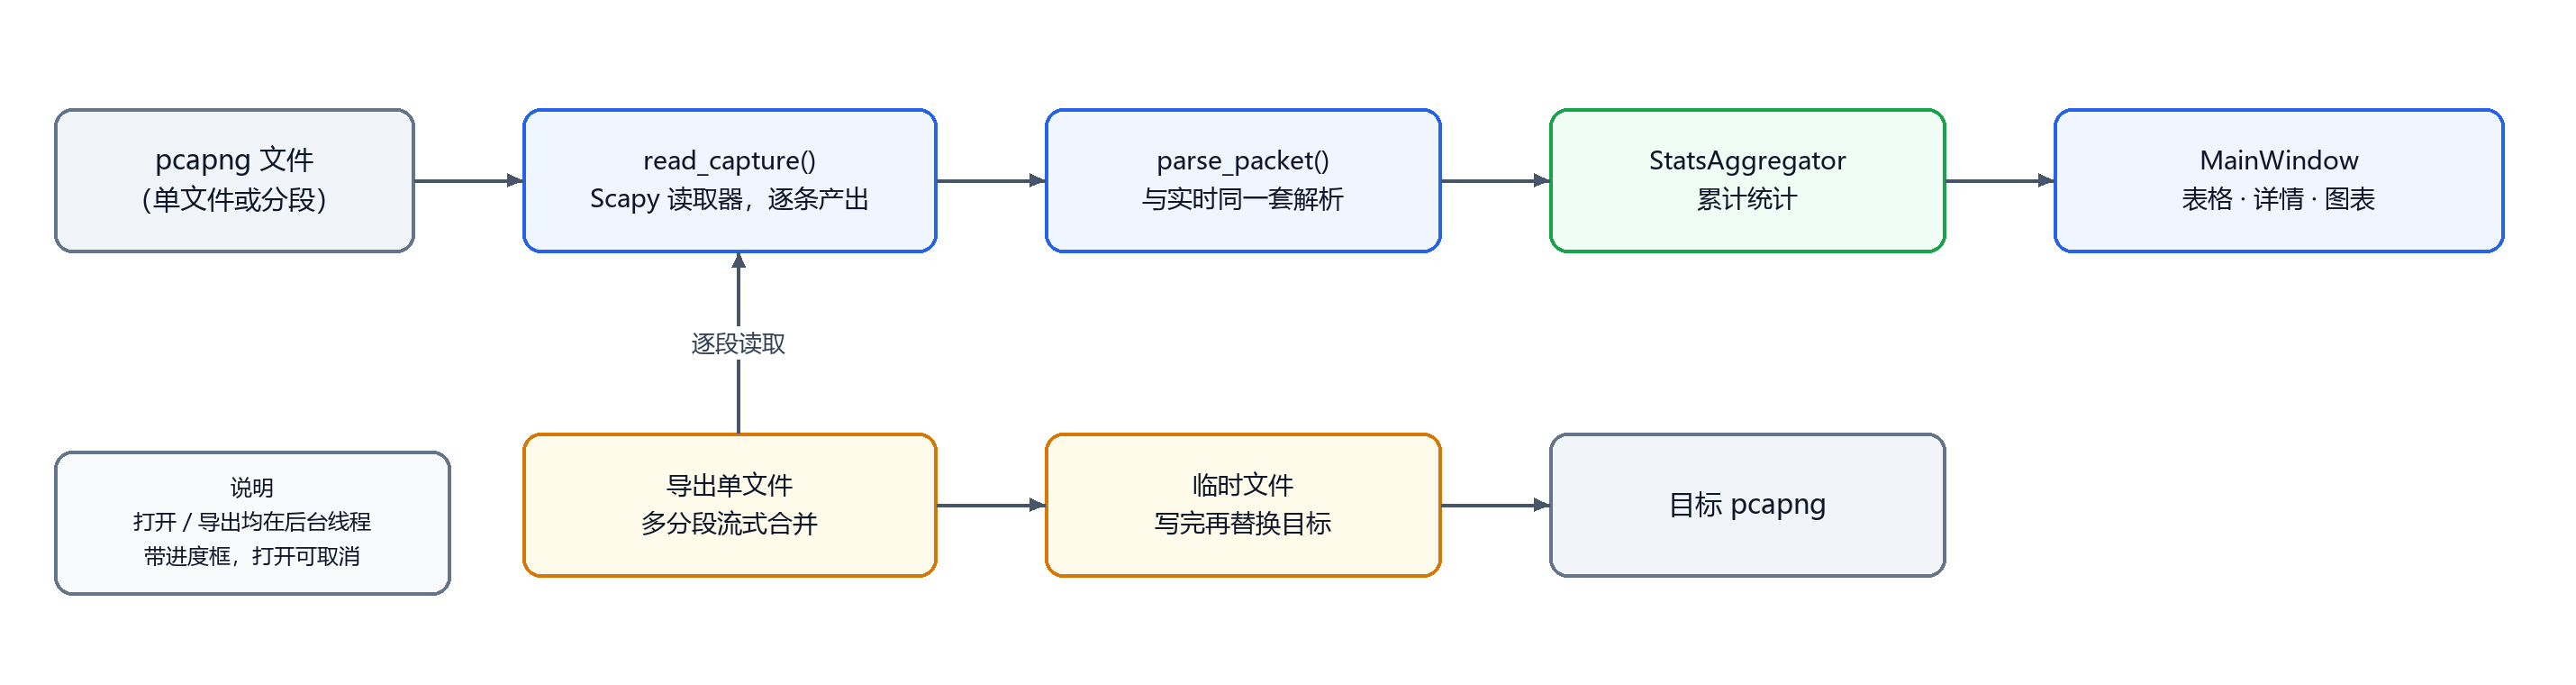 pcapng 文件
（单文件或分段）
read_capture()
Scapy 读取器，逐条产出
parse_packet()
与实时同一套解析
StatsAggregator
累计统计
MainWindow
表格 · 详情 · 图表
逐段读取
说明
打开 / 导出均在后台线程
带进度框，打开可取消
导出单文件
多分段流式合并
临时文件
写完再替换目标
目标 pcapng